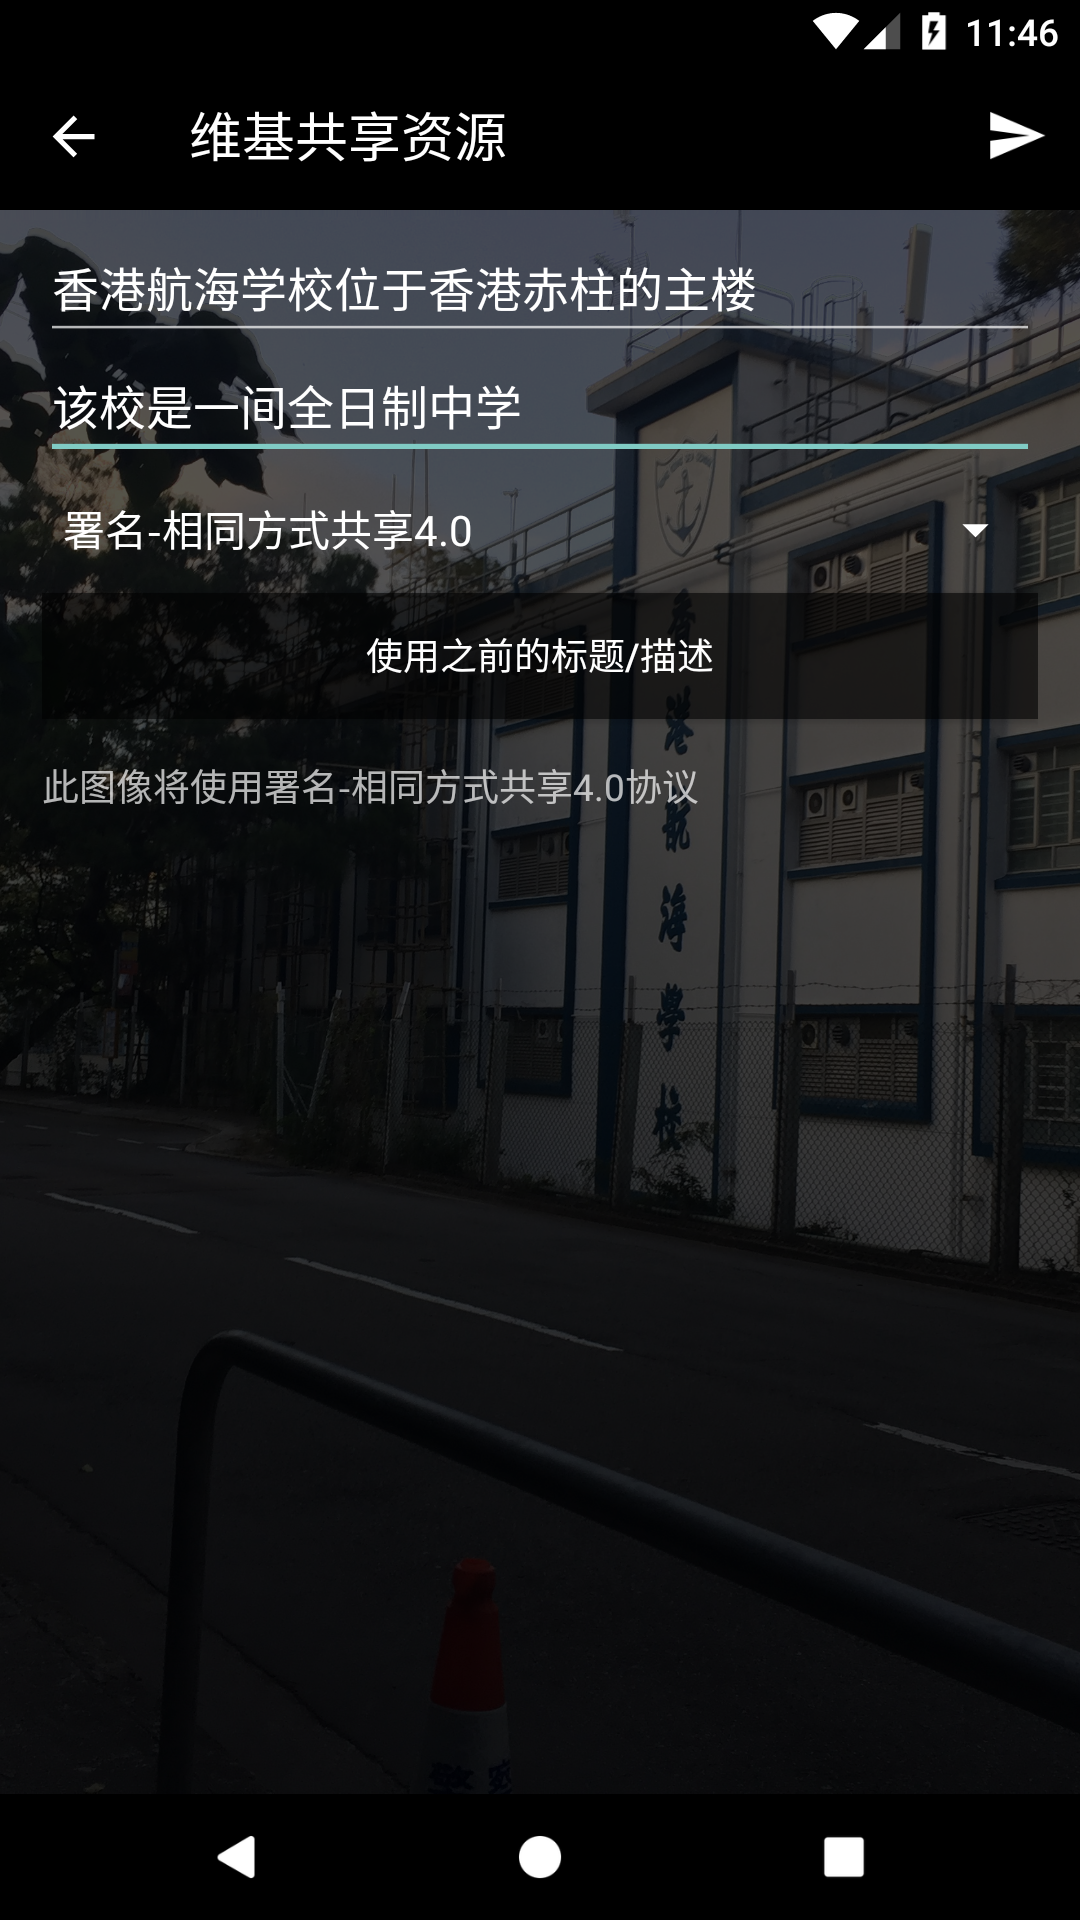 11:46
维基共享资源
香港航海学校位于香港赤柱的主楼
该校是一间全日制中学
署名-相同方式共享4.0
使用之前的标题/描述
此图像将使用署名-相同方式共享4.0协议
香港航海學校